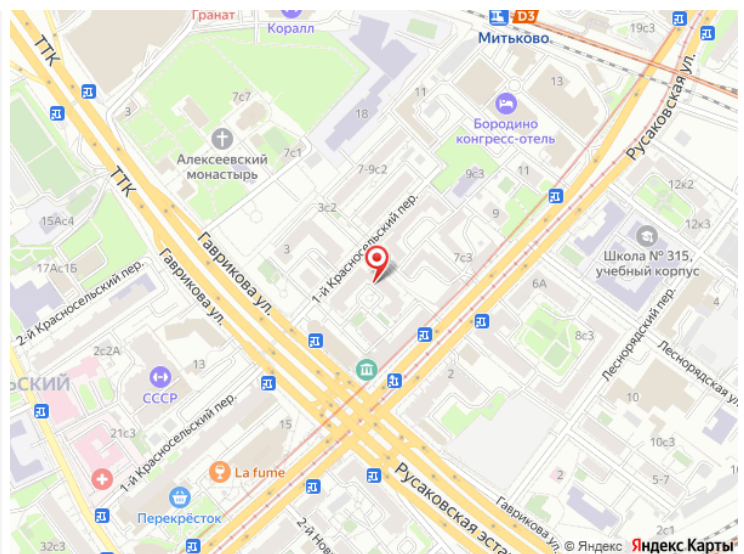 Гранат
Коралл
D3
Митьково
19с3
ТТК
7с7
3
18
Русаковская ул.
Бородино
конгресс-отель
Алексеевский
монастырь
7с1
7-9с2
11
9с3
11
12к2
ТТК
15Ас4
3с2
1-й Красносельский пер.
9
12к3
Гаврикова ул.
3
7с3
Школа № 315,
учебный корпус
17Ас1Б
2-й Красносельский пер.
Гаврикова ул.
6А
Леснорядский пер.
8с3
Леснорядская ул.
2с2А
13
СССР
ЬСКИЙ
2
10
1-й Красносельский пер.
15
21с3
La fume
10с3
5-7
2
Перекрёсток
Русаковская эста
Гаврикова ул.
2-й Нов
32с3
© Яндекс Яндекс Карты